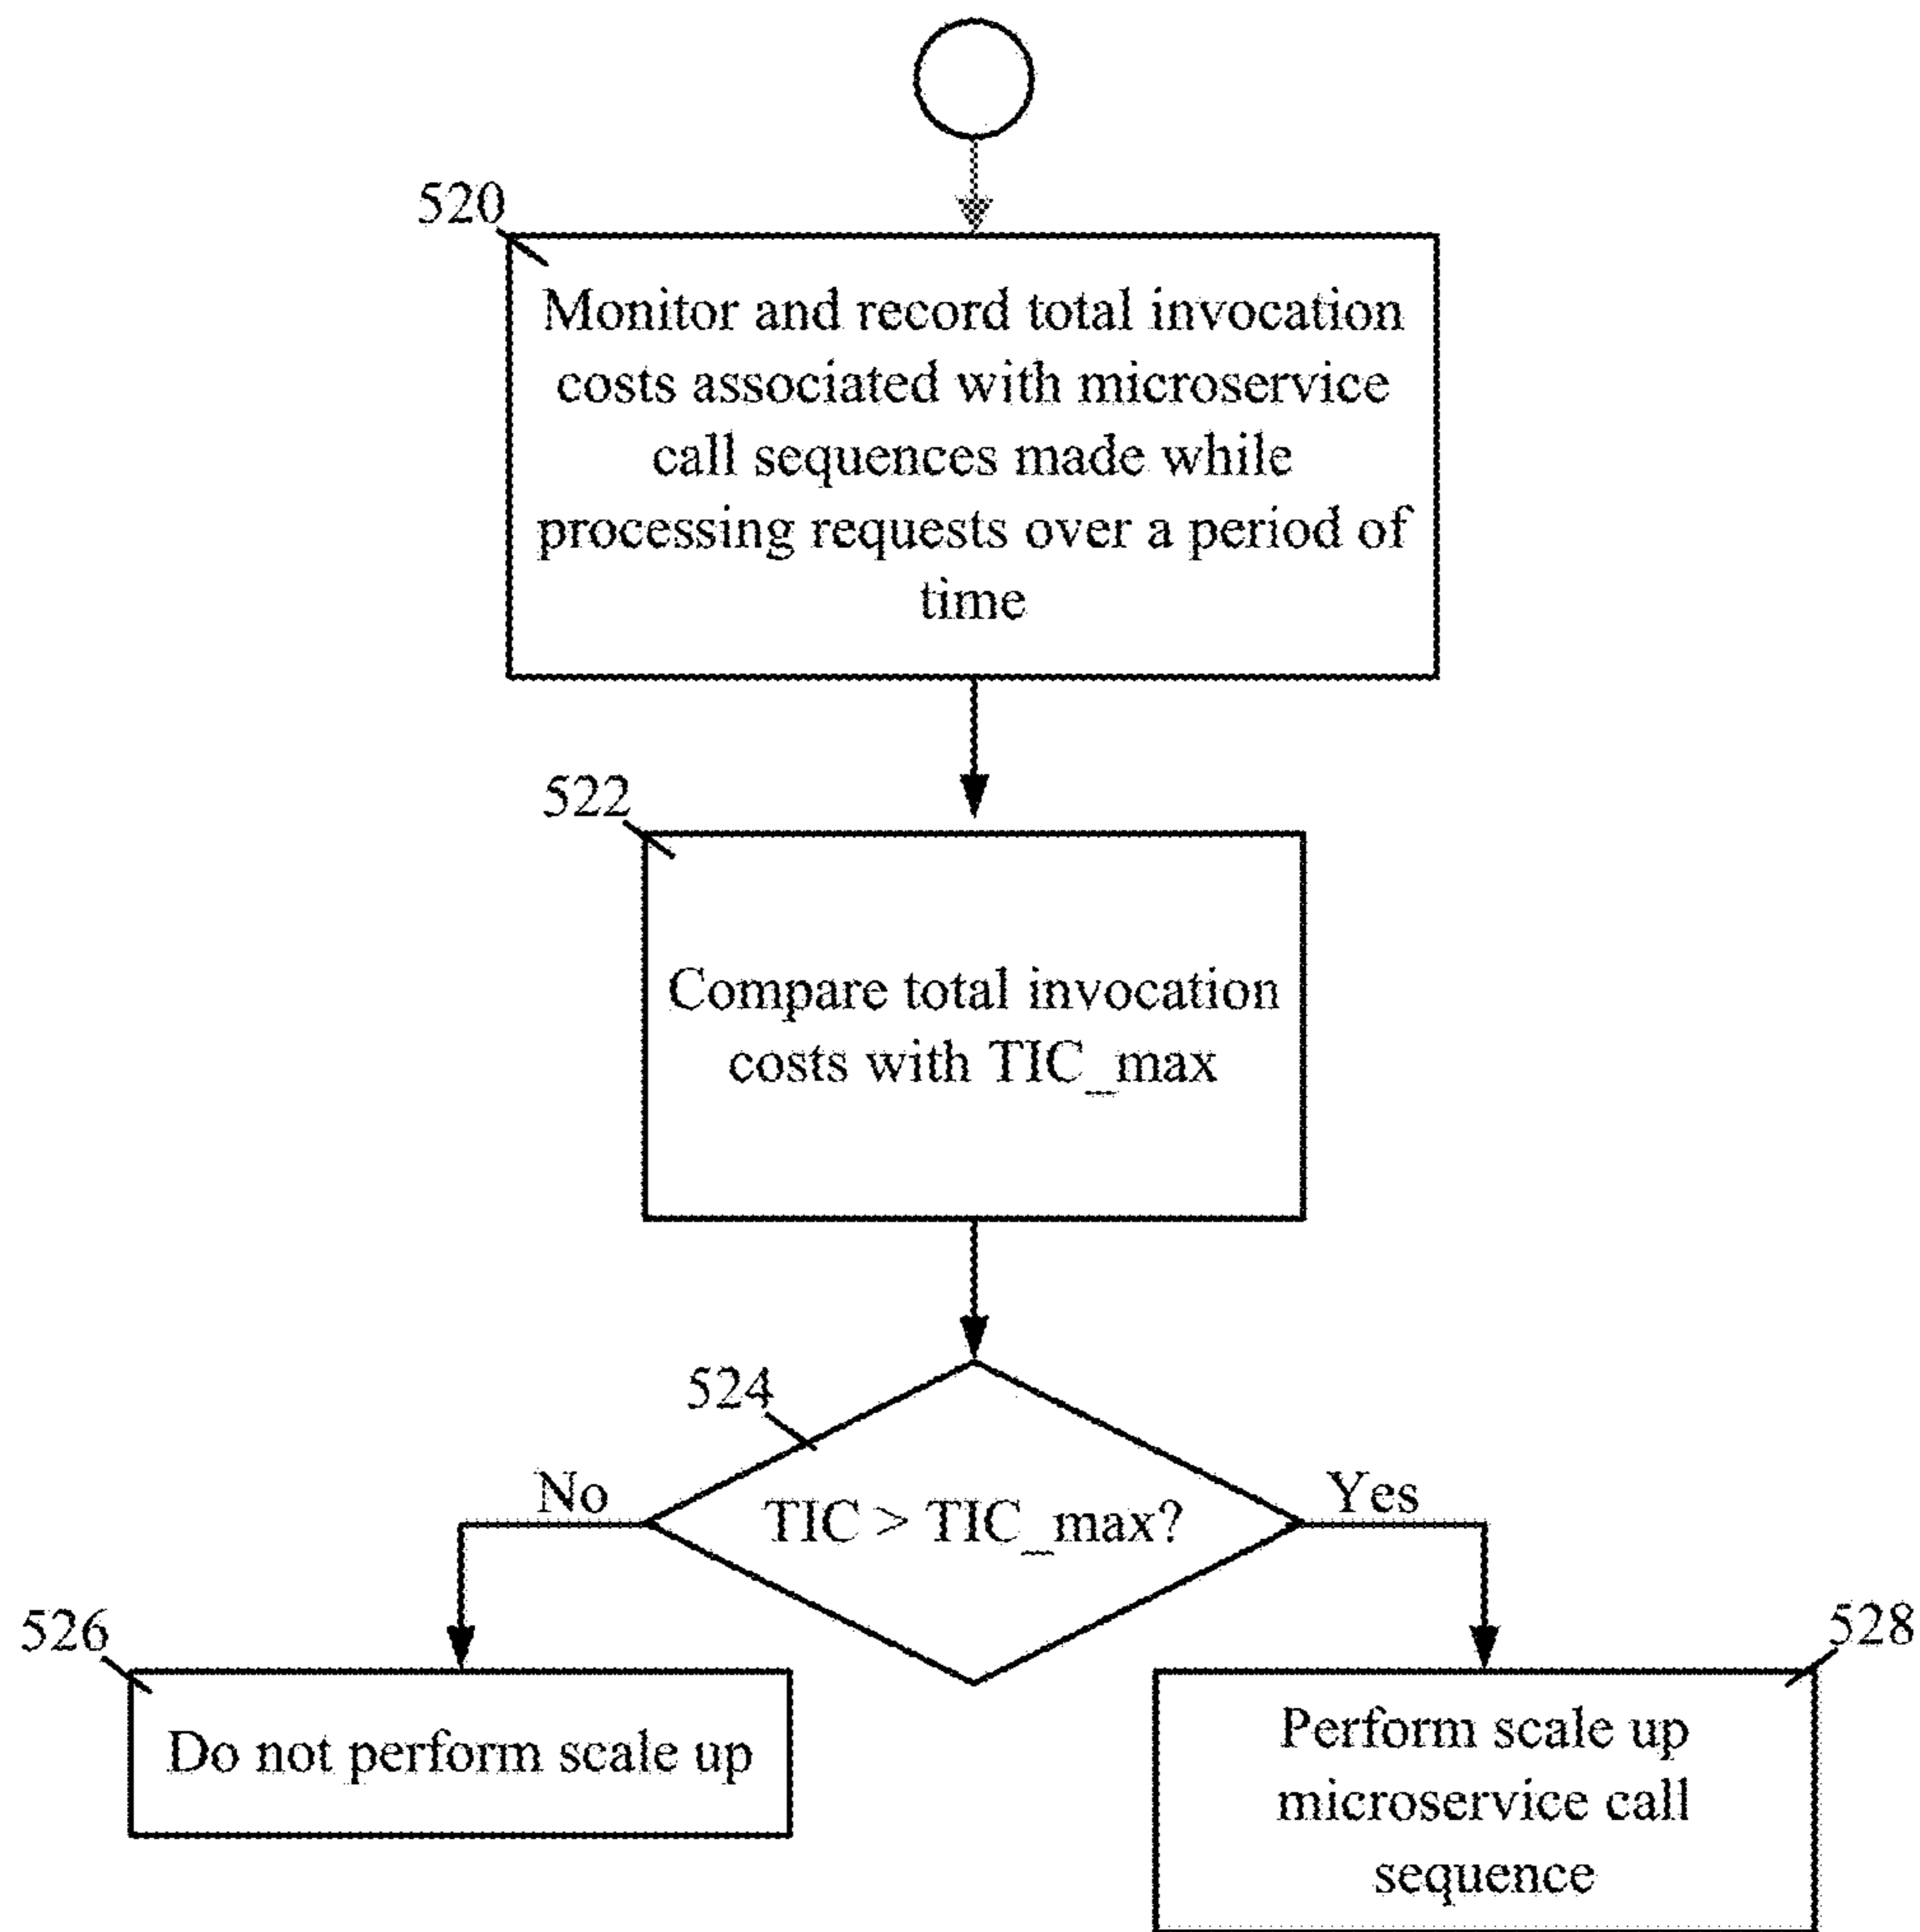 520
Monitor and record total invocation
costs associated with microservice
call sequences made while
processing requests over a period of
time
522
Compare total invocation
costs with TIC_max
524
No
TIC > TIC_max?
Yes
526
Do not perform scale up
528
Perform scale up
microservice call
sequence